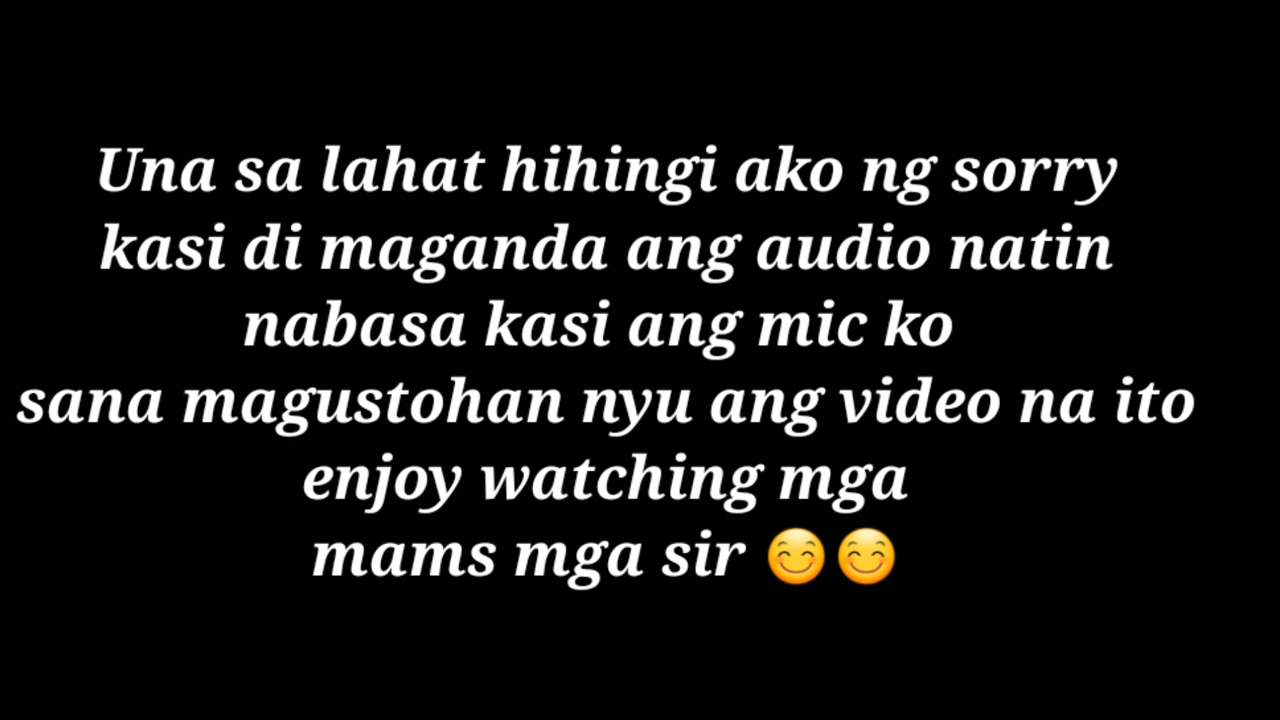 Una sa lahat hihingi ako ng sorry
kasi di maganda ang audio natin
nabasa kasi ang mic ko
sana magustohan nyu ang video na ito
enjoy watching mga
mams mga sir 😊😊